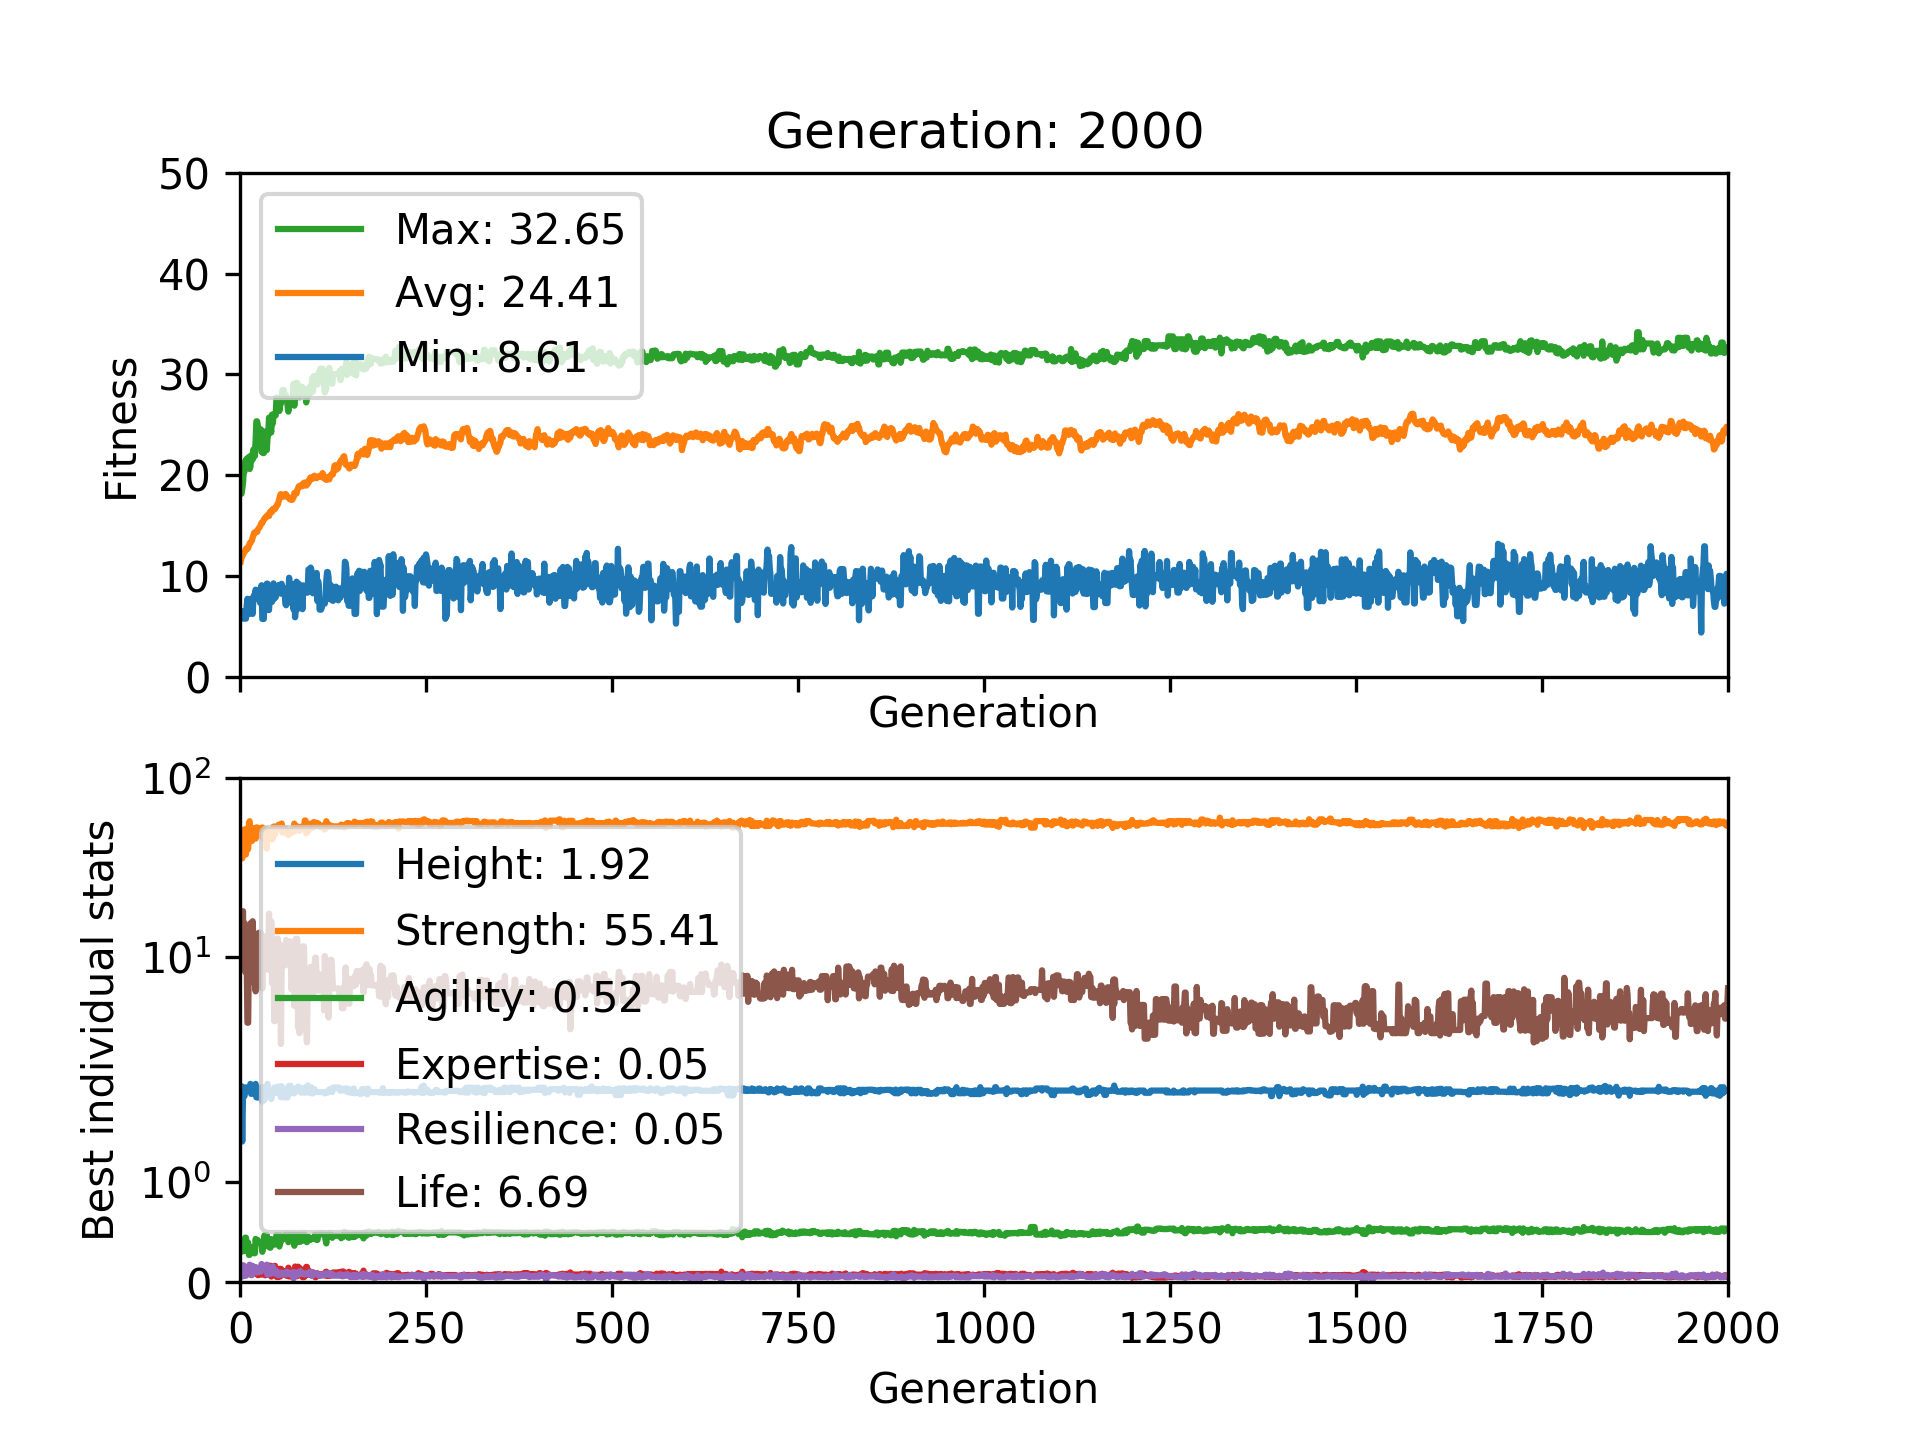 Generation: 2000
50
40
30
20
10
0
Fitness
Max: 32.65
Avg: 24.41
Min: 8.61
Generation
10²
10¹
10⁰
0
Best individual stats
Height: 1.92
Strength: 55.41
Agility: 0.52
Expertise: 0.05
Resilience: 0.05
Life: 6.69
0 250 500 750 1000 1250 1500 1750 2000
Generation